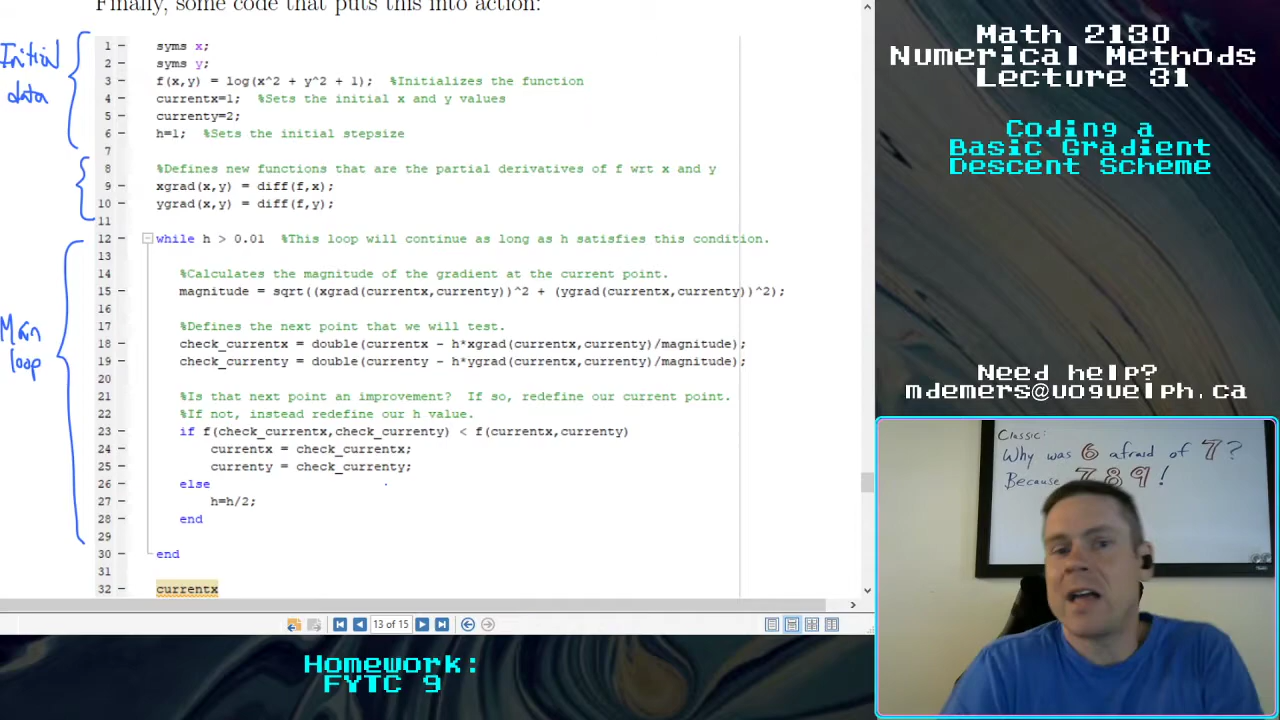 Finally, some code that puts this into action:
Initial
data
Main
loop
1 syms x;
2 syms y;
3 f(x,y) = log(x^2 + y^2 + 1); %Initializes the function
4 currentx=1; %Sets the initial x and y values
5 currenty=2;
6 h=1; %Sets the initial stepsize
7
8 %Defines new functions that are the partial derivatives of f wrt x and y
9 xgrad(x,y) = diff(f,x);
10 ygrad(x,y) = diff(f,y);
11
12 while h > 0.01 %This loop will continue as long as h satisfies this condition.
13
14 %Calculates the magnitude of the gradient at the current point.
15 magnitude = sqrt((xgrad(currentx,currenty))^2 + (ygrad(currentx,currenty))^2);
16
17 %Defines the next point that we will test.
18 check_currentx = double(currentx - h*xgrad(currentx,currenty)/magnitude);
19 check_currenty = double(currenty - h*ygrad(currentx,currenty)/magnitude);
20
21 %Is that next point an improvement? If so, redefine our current point.
22 %If not, instead redefine our h value.
23 if f(check_currentx,check_currenty) < f(currentx,currenty)
24 currentx = check_currentx;
25 currenty = check_currenty;
26 else
27 h=h/2;
28 end
29
30 end
31
32 currentx
13 of 15
Homework:
FYTC 9
Math 2130
Numerical Methods
Lecture 31
Coding a
Basic Gradient
Descent Scheme
Need help?
mdemers@uoguelph.ca
Classic:
Why was 6 afraid of 7?
Because 7 8 9!